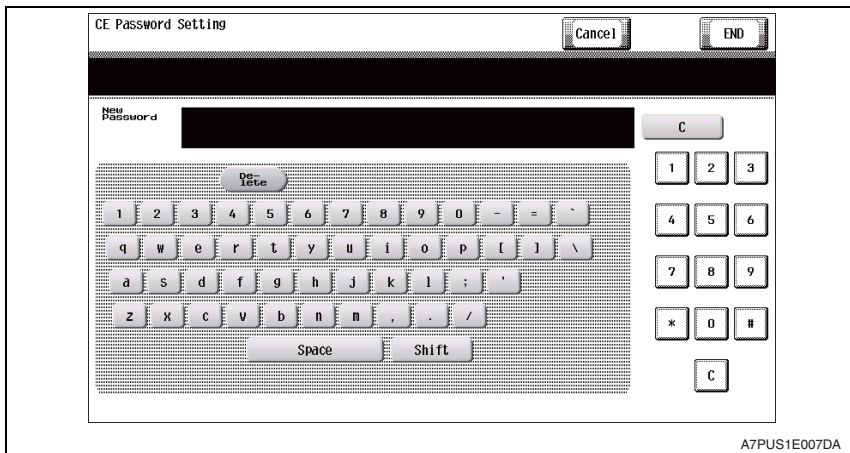 CE Password Setting Cancel END
New
Password
C
De-
lete
1 2 3
1 2 3 4 5 6 7 8 9 0 - = `
4 5 6
q w e r t y u i o p [ ] \
7 8 9
a s d f g h j k l ; '
z x c v b n m , . /
* 0 #
Space Shift
C
A7PUS1E007DA